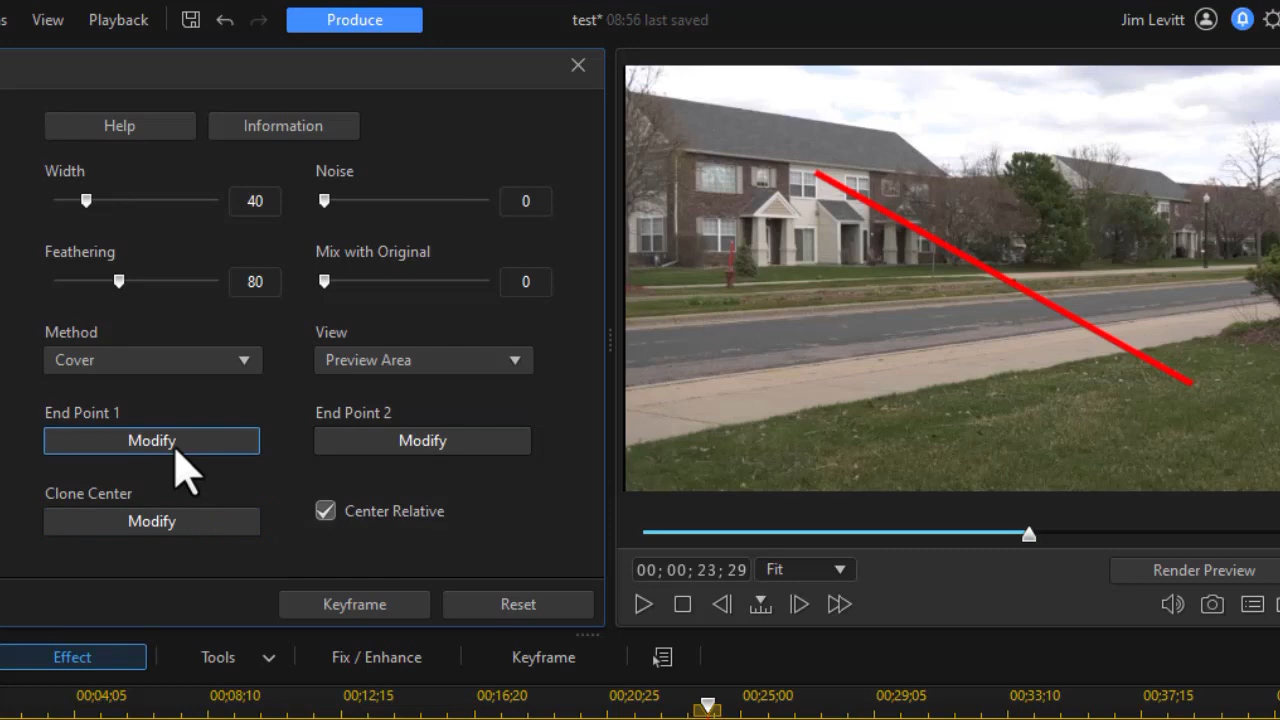 View Playback Produce test* 08:56 last saved Jim Levitt
Help Information
Width Noise
40 0
Feathering Mix with Original
80 0
Method View
Cover Preview Area
End Point 1 End Point 2
Modify Modify
Clone Center
Modify Center Relative
00;00;23;29 Fit Render Preview
Keyframe Reset
Effect Tools Fix / Enhance Keyframe
00;04;05 00;08;10 00;12;15 00;16;20 00;20;25 00;25;00 00;29;05 00;33;10 00;37;15